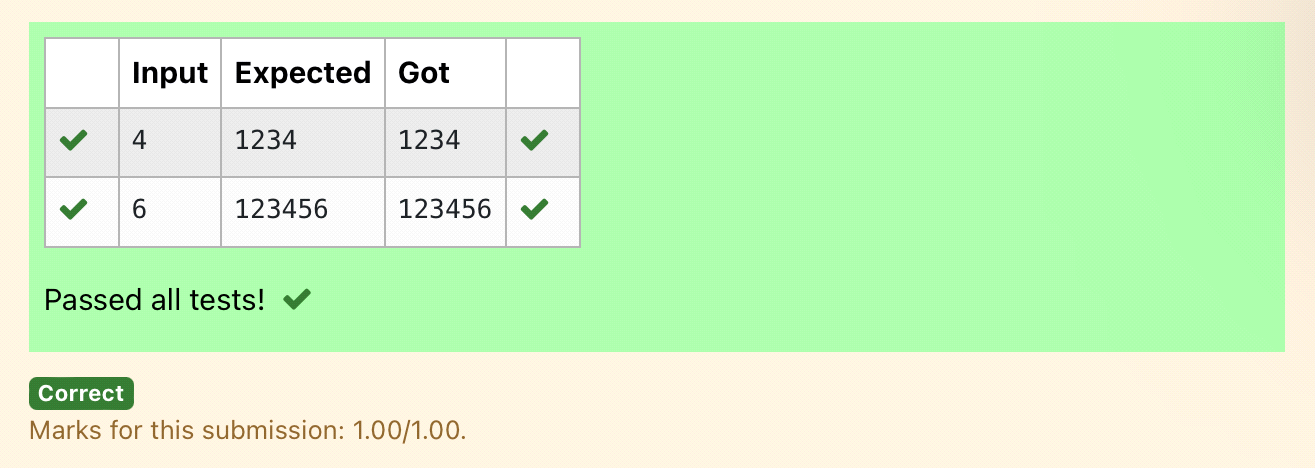 Input Expected Got
4 1234 1234
6 123456 123456
Passed all tests!
Correct
Marks for this submission: 1.00/1.00.